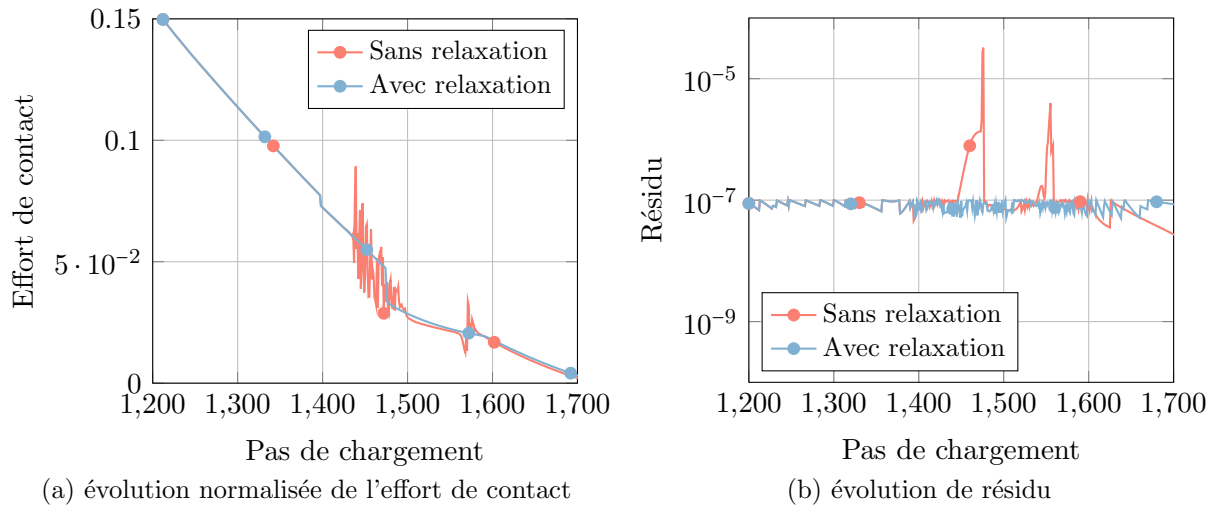 0.15
0.1
5 · 10⁻²
0
Effort de contact
Sans relaxation
Avec relaxation
1,200 1,300 1,400 1,500 1,600 1,700
Pas de chargement
(a) évolution normalisée de l'effort de contact
10⁻⁵
10⁻⁷
10⁻⁹
Résidu
Sans relaxation
Avec relaxation
1,200 1,300 1,400 1,500 1,600 1,700
Pas de chargement
(b) évolution de résidu